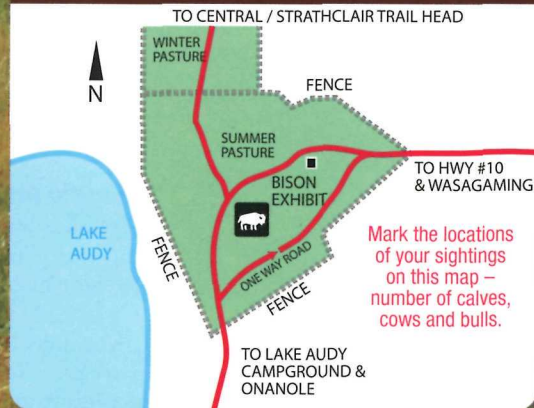 TO CENTRAL / STRATHCLAIR TRAIL HEAD
WINTER
PASTURE
N
FENCE
SUMMER
PASTURE
BISON
EXHIBIT
TO HWY #10
& WASAGAMING
LAKE
AUDY
FENCE
ONE WAY ROAD
FENCE
Mark the locations
of your sightings
on this map –
number of calves,
cows and bulls.
TO LAKE AUDY
CAMPGROUND &
ONANOLE